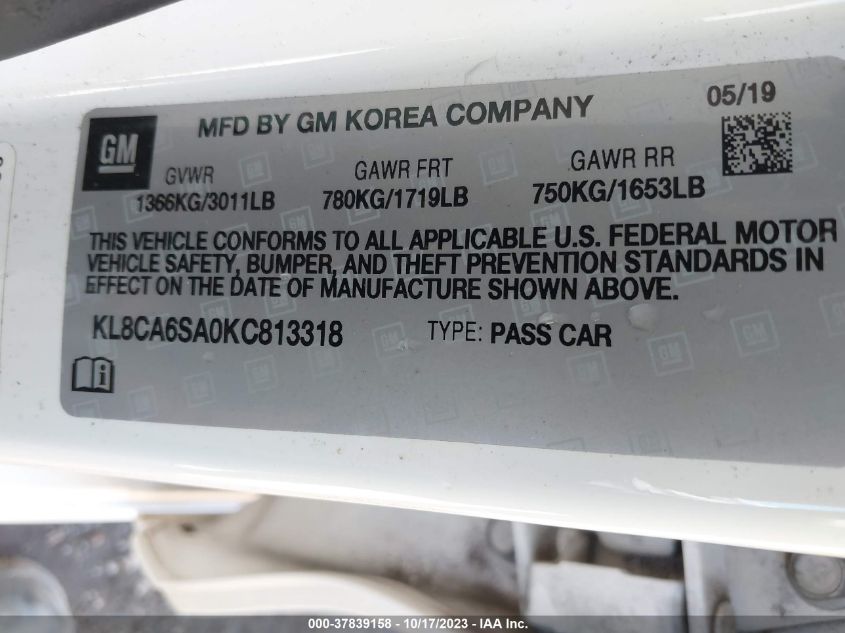 MFD BY GM KOREA COMPANY
05/19
GM
GVWR
GAWR FRT
GAWR RR
1366KG/3011LB
780KG/1719LB
750KG/1653LB
THIS VEHICLE CONFORMS TO ALL APPLICABLE U.S. FEDERAL MOTOR
VEHICLE SAFETY, BUMPER, AND THEFT PREVENTION STANDARDS IN
EFFECT ON THE DATE OF MANUFACTURE SHOWN ABOVE.
KL8CA6SA0KC813318
TYPE: PASS CAR
000-37839158 - 10/17/2023 - IAA Inc.